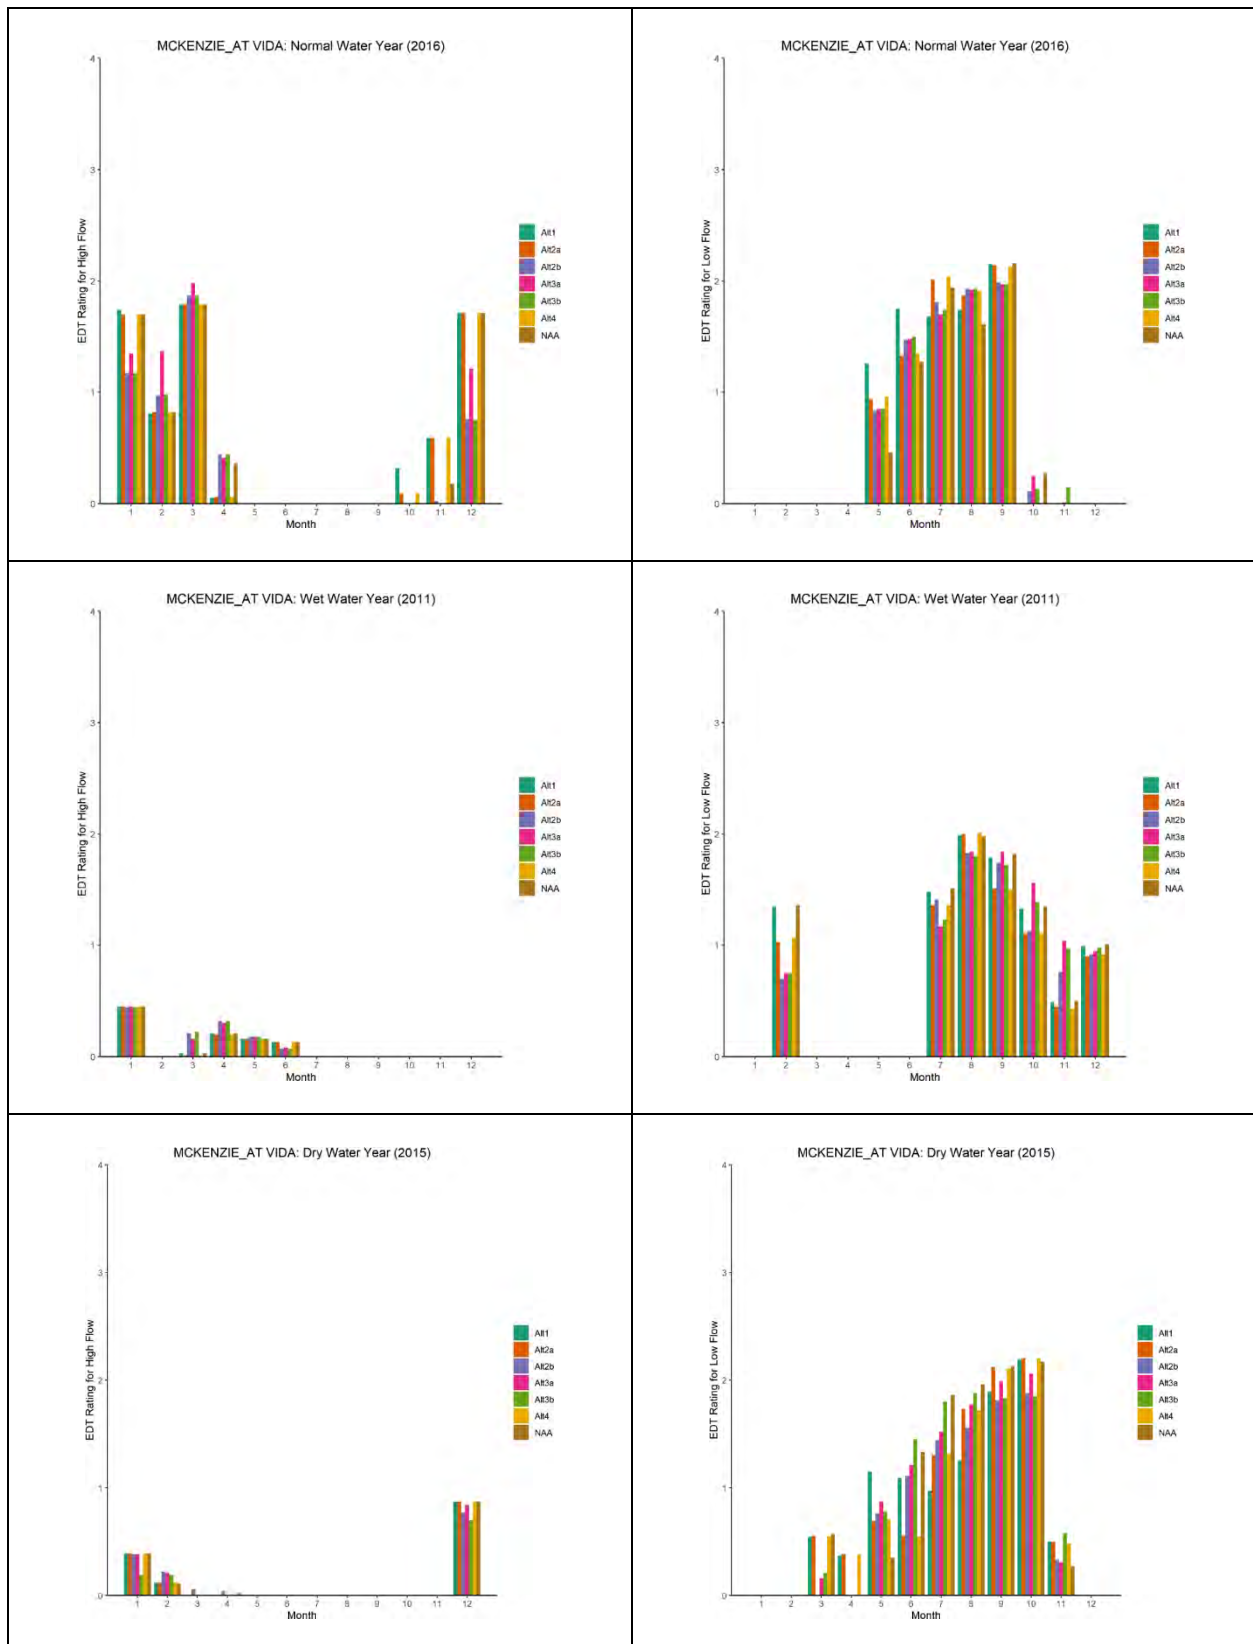 MCKENZIE_AT VIDA: Normal Water Year (2016)
4
3
2
1
0
EDT Rating for High Flow
1 2 3 4 5 6 7 8 9 10 11 12
Month
Alt1
Alt2a
Alt2b
Alt3a
Alt3b
Alt4
NAA
MCKENZIE_AT VIDA: Normal Water Year (2016)
4
3
2
1
0
EDT Rating for Low Flow
1 2 3 4 5 6 7 8 9 10 11 12
Month
Alt1
Alt2a
Alt2b
Alt3a
Alt3b
Alt4
NAA
MCKENZIE_AT VIDA: Wet Water Year (2011)
4
3
2
1
0
EDT Rating for High Flow
1 2 3 4 5 6 7 8 9 10 11 12
Month
Alt1
Alt2a
Alt2b
Alt3a
Alt3b
Alt4
NAA
MCKENZIE_AT VIDA: Wet Water Year (2011)
4
3
2
1
0
EDT Rating for Low Flow
1 2 3 4 5 6 7 8 9 10 11 12
Month
Alt1
Alt2a
Alt2b
Alt3a
Alt3b
Alt4
NAA
MCKENZIE_AT VIDA: Dry Water Year (2015)
4
3
2
1
0
EDT Rating for High Flow
1 2 3 4 5 6 7 8 9 10 11 12
Month
Alt1
Alt2a
Alt2b
Alt3a
Alt3b
Alt4
NAA
MCKENZIE_AT VIDA: Dry Water Year (2015)
4
3
2
1
0
EDT Rating for Low Flow
1 2 3 4 5 6 7 8 9 10 11 12
Month
Alt1
Alt2a
Alt2b
Alt3a
Alt3b
Alt4
NAA